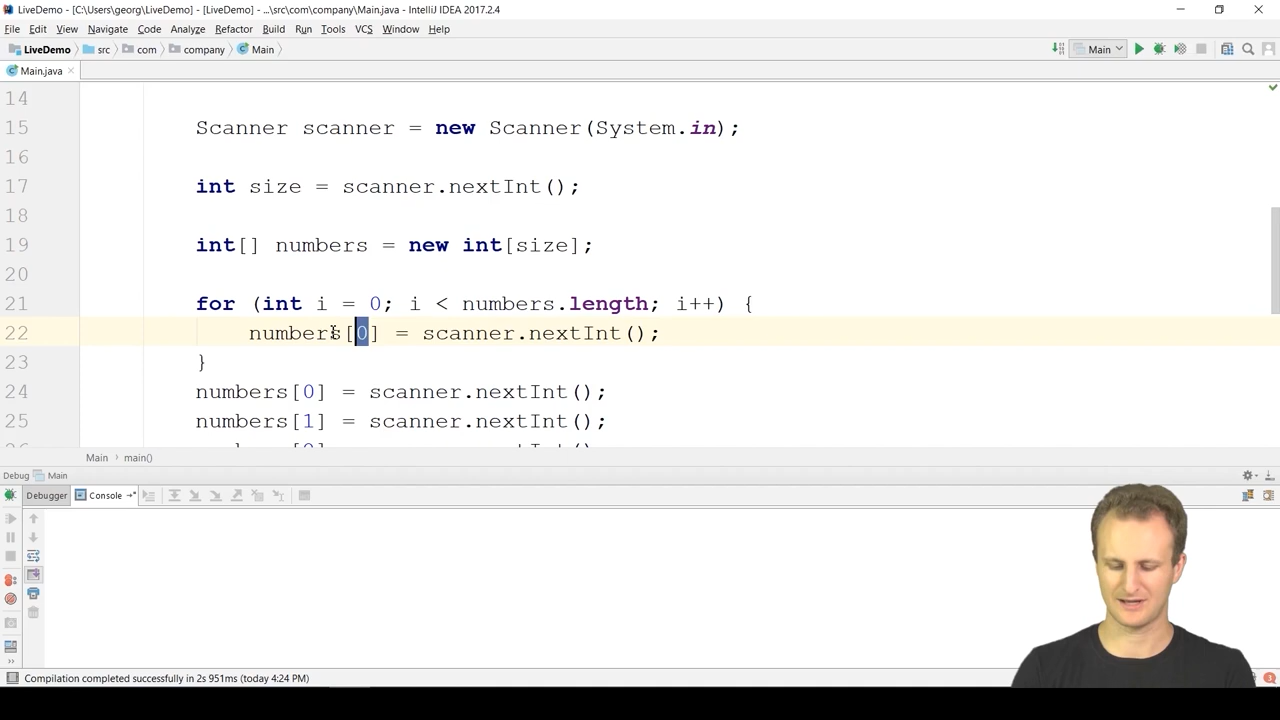 LiveDemo - [C:\Users\georg\LiveDemo] - [LiveDemo] - ...\src\com\company\Main.java - IntelliJ IDEA 2017.2.4
File Edit View Navigate Code Analyze Refactor Build Run Tools VCS Window Help
LiveDemo src com company Main Main
Main.java
14
15 Scanner scanner = new Scanner(System.in);
16
17 int size = scanner.nextInt();
18
19 int[] numbers = new int[size];
20
21 for (int i = 0; i < numbers.length; i++) {
22 numbers[0] = scanner.nextInt();
23 }
24 numbers[0] = scanner.nextInt();
25 numbers[1] = scanner.nextInt();
Main main()
Debug Main
Debugger Console
Compilation completed successfully in 2s 951ms (today 4:24 PM) 3